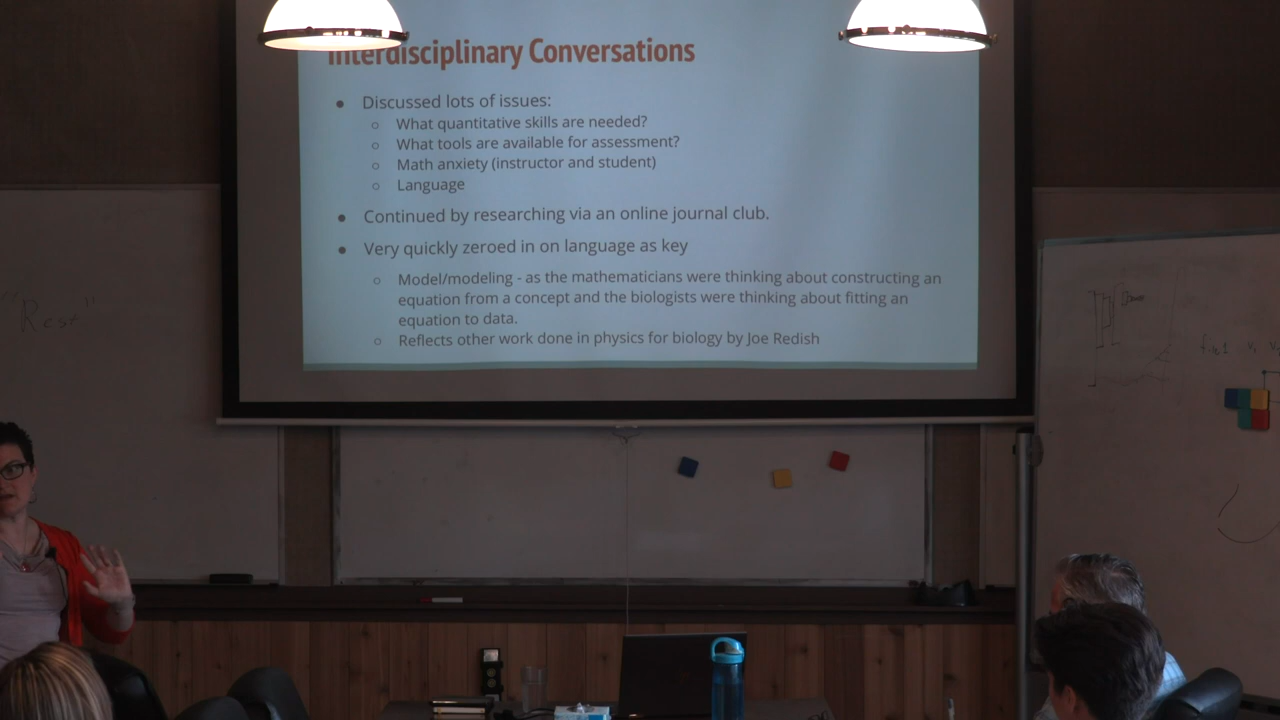 Interdisciplinary Conversations
● Discussed lots of issues:
○ What quantitative skills are needed?
○ What tools are available for assessment?
○ Math anxiety (instructor and student)
○ Language
● Continued by researching via an online journal club.
● Very quickly zeroed in on language as key
○ Model/modeling - as the mathematicians were thinking about constructing an
equation from a concept and the biologists were thinking about fitting an
equation to data.
○ Reflects other work done in physics for biology by Joe Redish
"Rest"